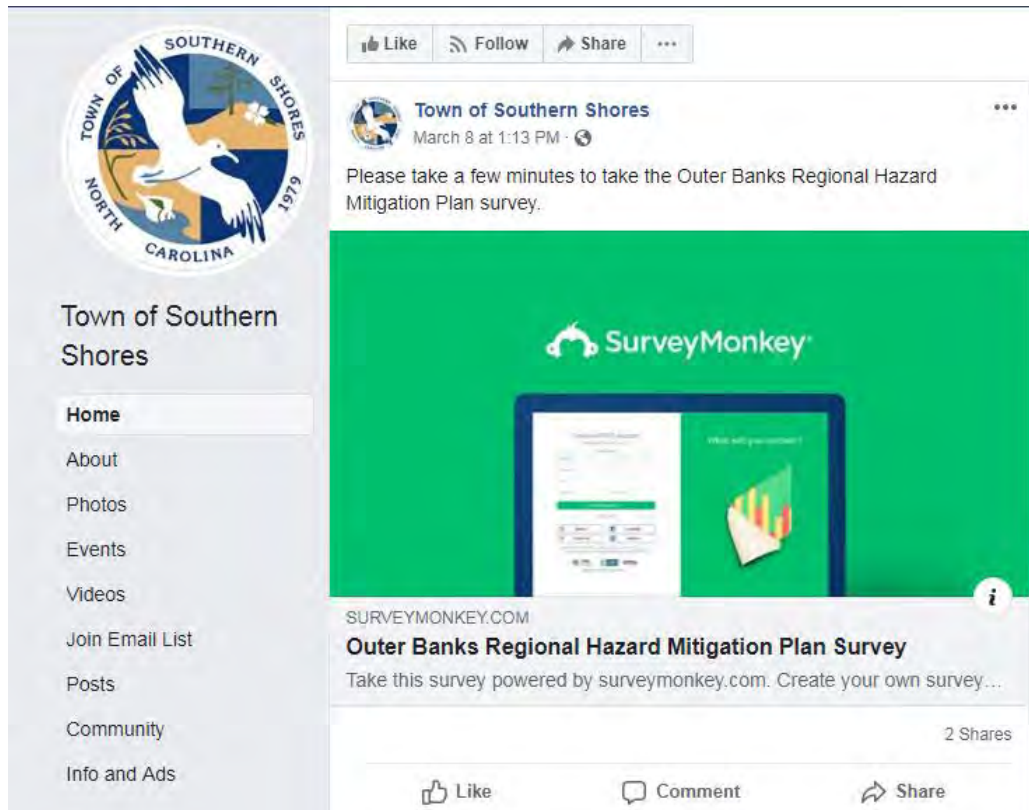 TOWN OF SOUTHERN SHORES
NORTH CAROLINA 1979
Town of Southern
Shores
Home
About
Photos
Events
Videos
Join Email List
Posts
Community
Info and Ads
Like Follow Share ...
Town of Southern Shores
March 8 at 1:13 PM ·
Please take a few minutes to take the Outer Banks Regional Hazard
Mitigation Plan survey.
SurveyMonkey
i
SURVEYMONKEY.COM
Outer Banks Regional Hazard Mitigation Plan Survey
Take this survey powered by surveymonkey.com. Create your own survey...
2 Shares
Like Comment Share